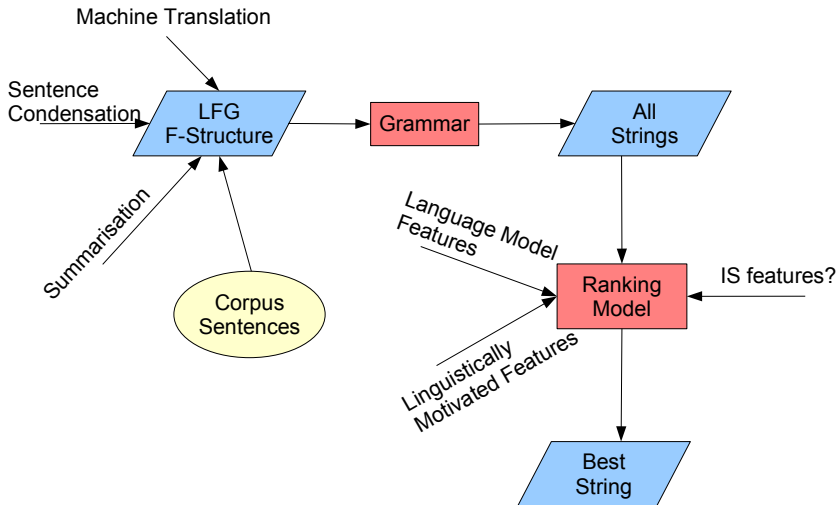 Machine Translation
Sentence
Condensation
LFG
F-Structure
Grammar
All
Strings
Summarisation
Corpus
Sentences
Language Model
Features
Ranking
Model
IS features?
Linguistically
Motivated Features
Best
String